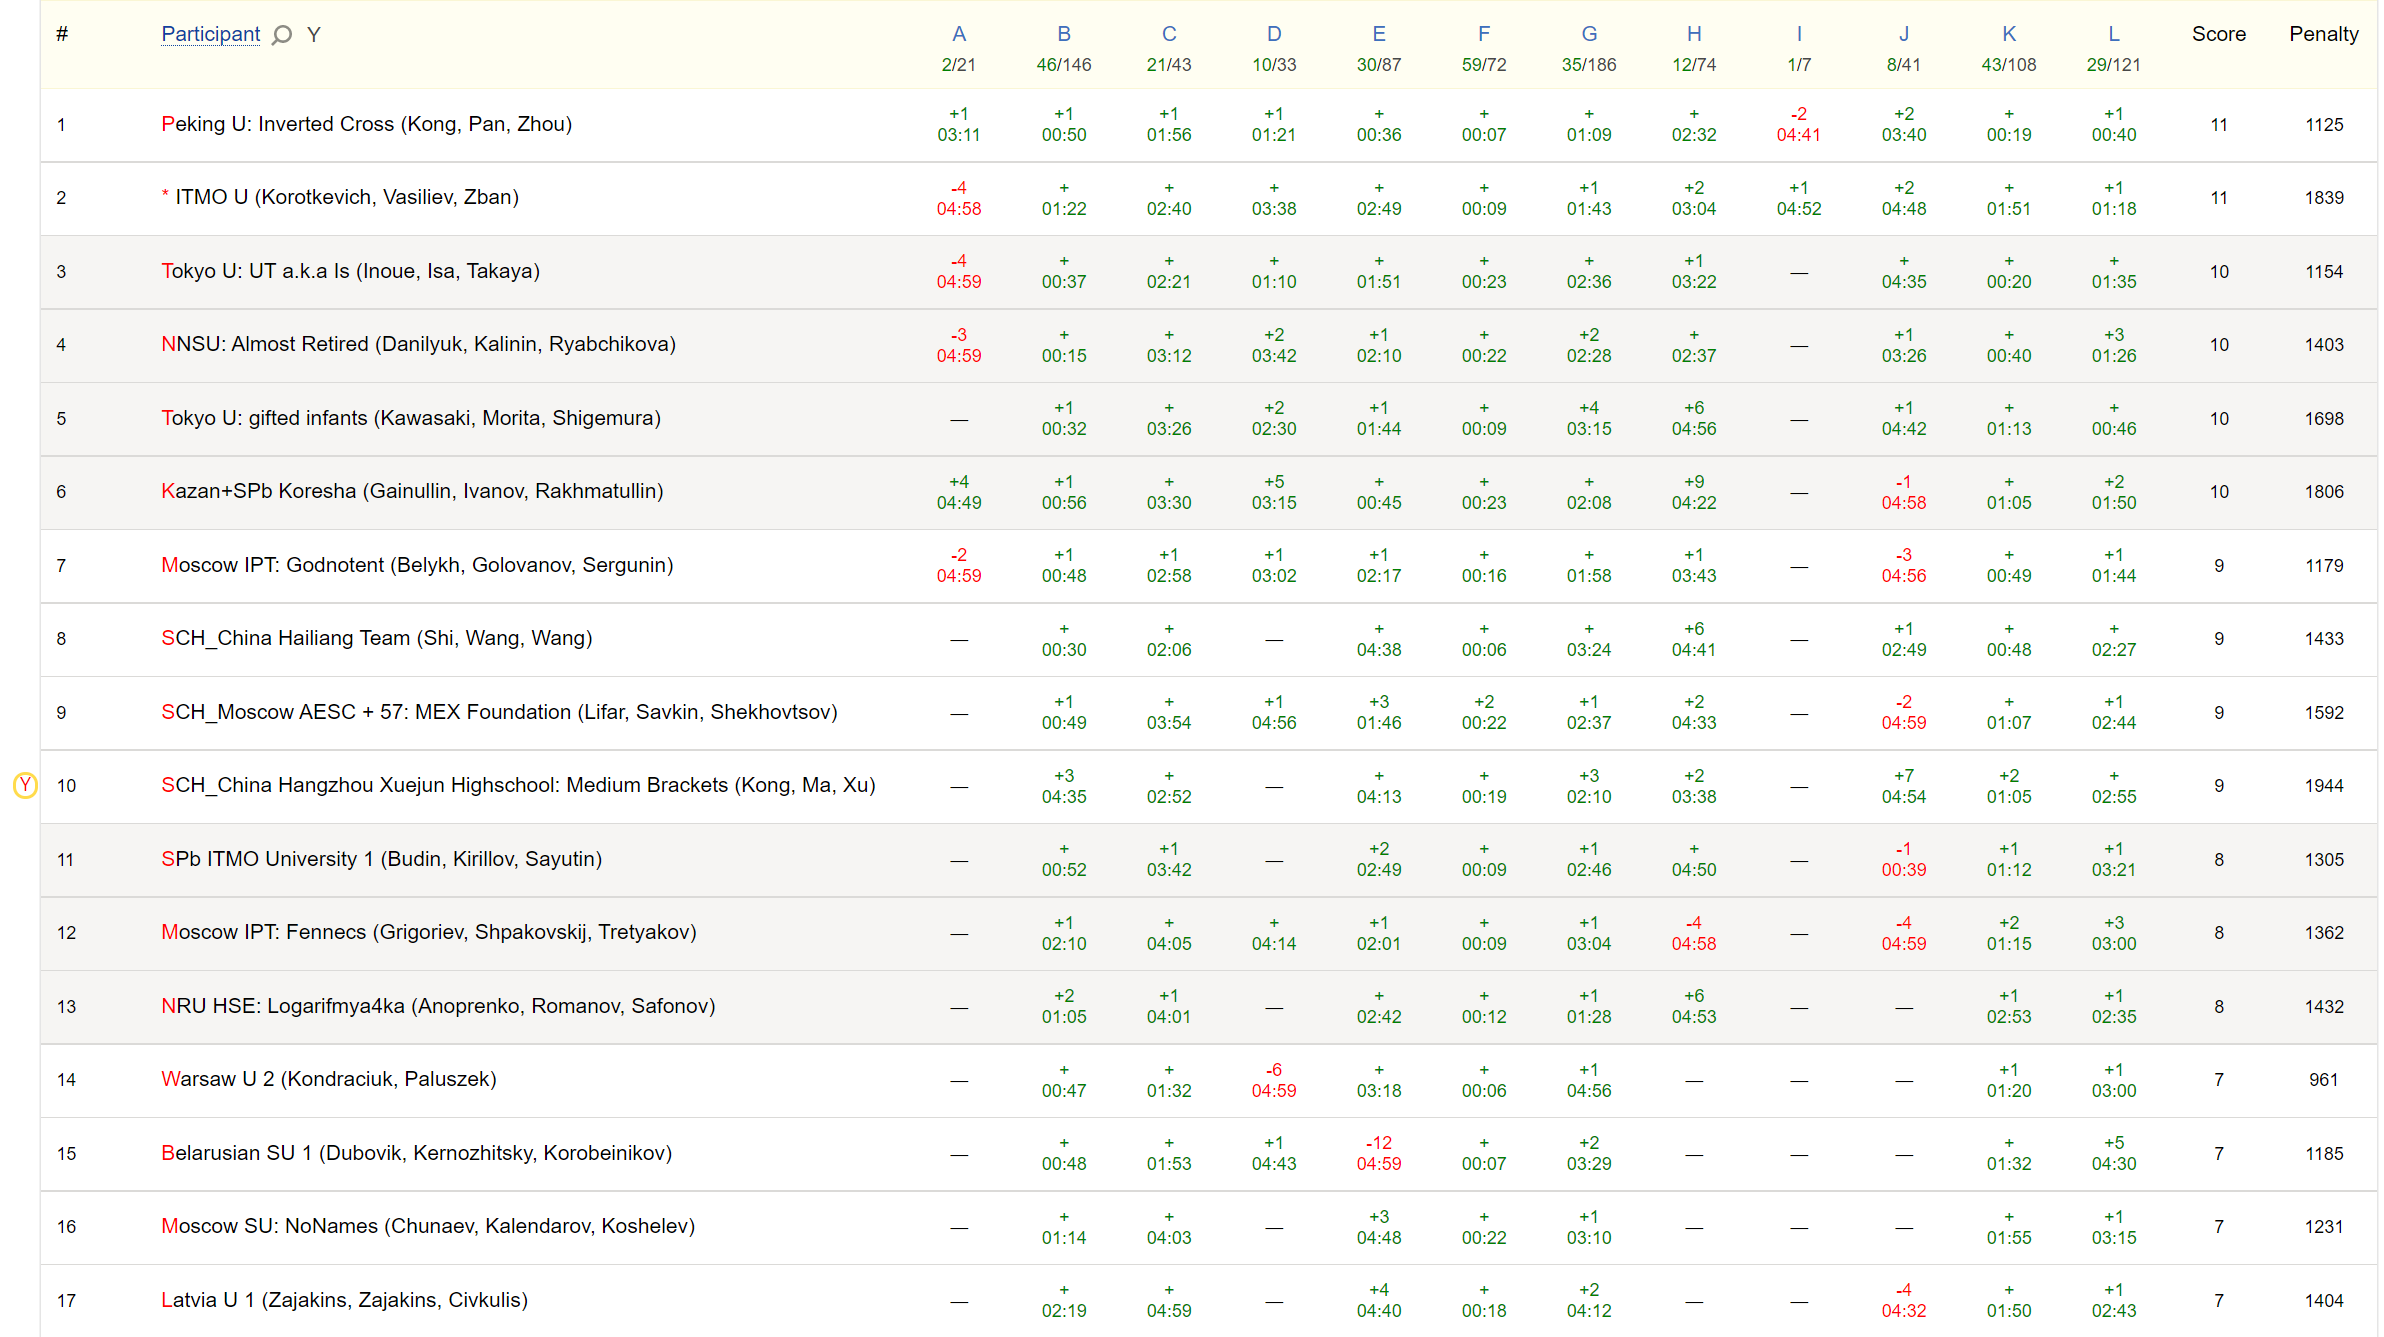 # Participant Y A B C D E F G H I J K L Score Penalty
2/21 46/146 21/43 10/33 30/87 59/72 35/186 12/74 1/7 8/41 43/108 29/121
+1 +1 +1 +1 + + + + -2 +2 + +1
1 Peking U: Inverted Cross (Kong, Pan, Zhou) 11 1125
03:11 00:50 01:56 01:21 00:36 00:07 01:09 02:32 04:41 03:40 00:19 00:40
-4 + + + + + +1 +2 +1 +2 + +1
2 * ITMO U (Korotkevich, Vasiliev, Zban) 11 1839
04:58 01:22 02:40 03:38 02:49 00:09 01:43 03:04 04:52 04:48 01:51 01:18
-4 + + + + + + +1 + + +
3 Tokyo U: UT a.k.a Is (Inoue, Isa, Takaya) — 10 1154
04:59 00:37 02:21 01:10 01:51 00:23 02:36 03:22 04:35 00:20 01:35
-3 + + +2 +1 + +2 + +1 + +3
4 NNSU: Almost Retired (Danilyuk, Kalinin, Ryabchikova) — 10 1403
04:59 00:15 03:12 03:42 02:10 00:22 02:28 02:37 03:26 00:40 01:26
+1 + +2 +1 + +4 +6 +1 + +
5 Tokyo U: gifted infants (Kawasaki, Morita, Shigemura) — — 10 1698
00:32 03:26 02:30 01:44 00:09 03:15 04:56 04:42 01:13 00:46
+4 +1 + +5 + + + +9 -1 + +2
6 Kazan+SPb Koresha (Gainullin, Ivanov, Rakhmatullin) — 10 1806
04:49 00:56 03:30 03:15 00:45 00:23 02:08 04:22 04:58 01:05 01:50
-2 +1 +1 +1 +1 + + +1 -3 + +1
7 Moscow IPT: Godnotent (Belykh, Golovanov, Sergunin) — 9 1179
04:59 00:48 02:58 03:02 02:17 00:16 01:58 03:43 04:56 00:49 01:44
+ + + + + +6 +1 + +
8 SCH_China Hailiang Team (Shi, Wang, Wang) — — — 9 1433
00:30 02:06 04:38 00:06 03:24 04:41 02:49 00:48 02:27
+1 + +1 +3 +2 +1 +2 -2 + +1
9 SCH_Moscow AESC + 57: MEX Foundation (Lifar, Savkin, Shekhovtsov) — — 9 1592
00:49 03:54 04:56 01:46 00:22 02:37 04:33 04:59 01:07 02:44
+3 + + + +3 +2 +7 +2 +
Y 10 SCH_China Hangzhou Xuejun Highschool: Medium Brackets (Kong, Ma, Xu) — — — 9 1944
04:35 02:52 04:13 00:19 02:10 03:38 04:54 01:05 02:55
+ +1 +2 + +1 + -1 +1 +1
11 SPb ITMO University 1 (Budin, Kirillov, Sayutin) — — — 8 1305
00:52 03:42 02:49 00:09 02:46 04:50 00:39 01:12 03:21
+1 + + +1 + +1 -4 -4 +2 +3
12 Moscow IPT: Fennecs (Grigoriev, Shpakovskij, Tretyakov) — — 8 1362
02:10 04:05 04:14 02:01 00:09 03:04 04:58 04:59 01:15 03:00
+2 +1 + + +1 +6 +1 +1
13 NRU HSE: Logarifmya4ka (Anoprenko, Romanov, Safonov) — — — — 8 1432
01:05 04:01 02:42 00:12 01:28 04:53 02:53 02:35
+ + -6 + + +1 +1 +1
14 Warsaw U 2 (Kondraciuk, Paluszek) — — — — 7 961
00:47 01:32 04:59 03:18 00:06 04:56 01:20 03:00
+ + +1 -12 + +2 + +5
15 Belarusian SU 1 (Dubovik, Kernozhitsky, Korobeinikov) — — — — 7 1185
00:48 01:53 04:43 04:59 00:07 03:29 01:32 04:30
+ + +3 + +1 + +1
16 Moscow SU: NoNames (Chunaev, Kalendarov, Koshelev) — — — — — 7 1231
01:14 04:03 04:48 00:22 03:10 01:55 03:15
+ + +4 + +2 -4 + +1
17 Latvia U 1 (Zajakins, Zajakins, Civkulis) — — — — 7 1404
02:19 04:59 04:40 00:18 04:12 04:32 01:50 02:43